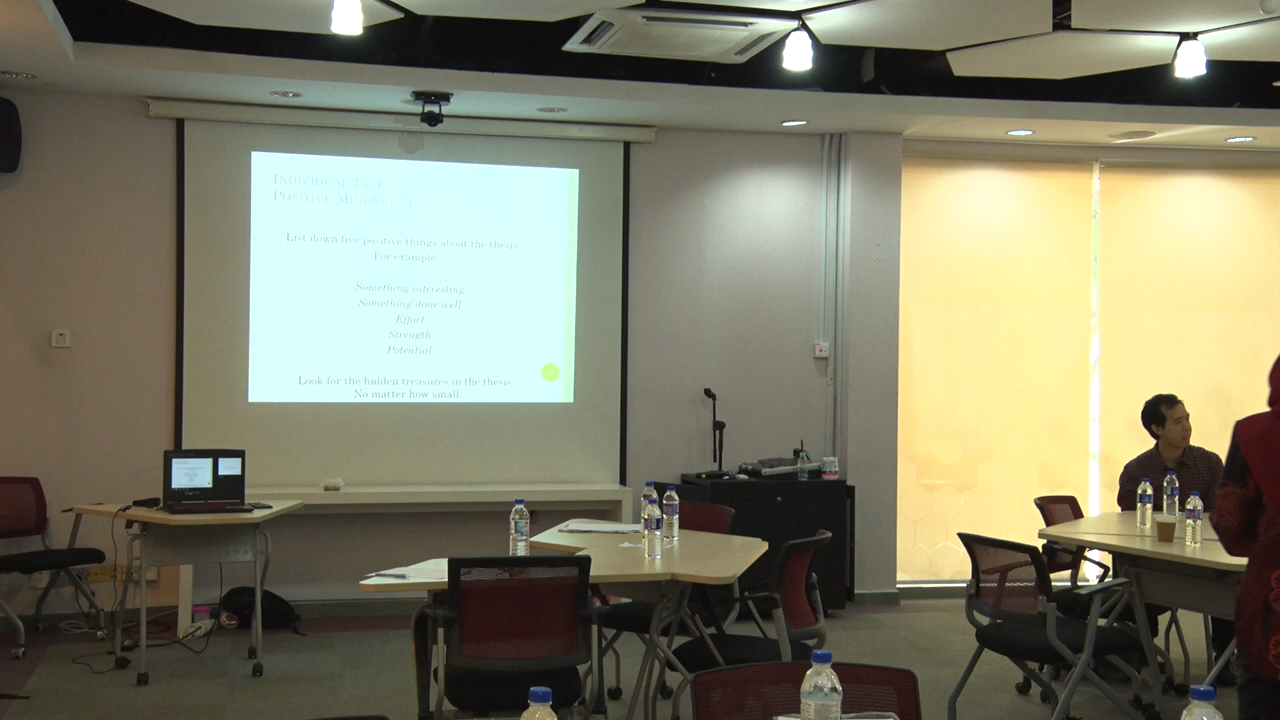 INDIVIDUAL TASK
POSITIVE MINDSET
List down five positive things about the thesis.
For example:
Something interesting
Something done well
Effort
Strength
Potential
Look for the hidden treasures in the thesis.
No matter how small.